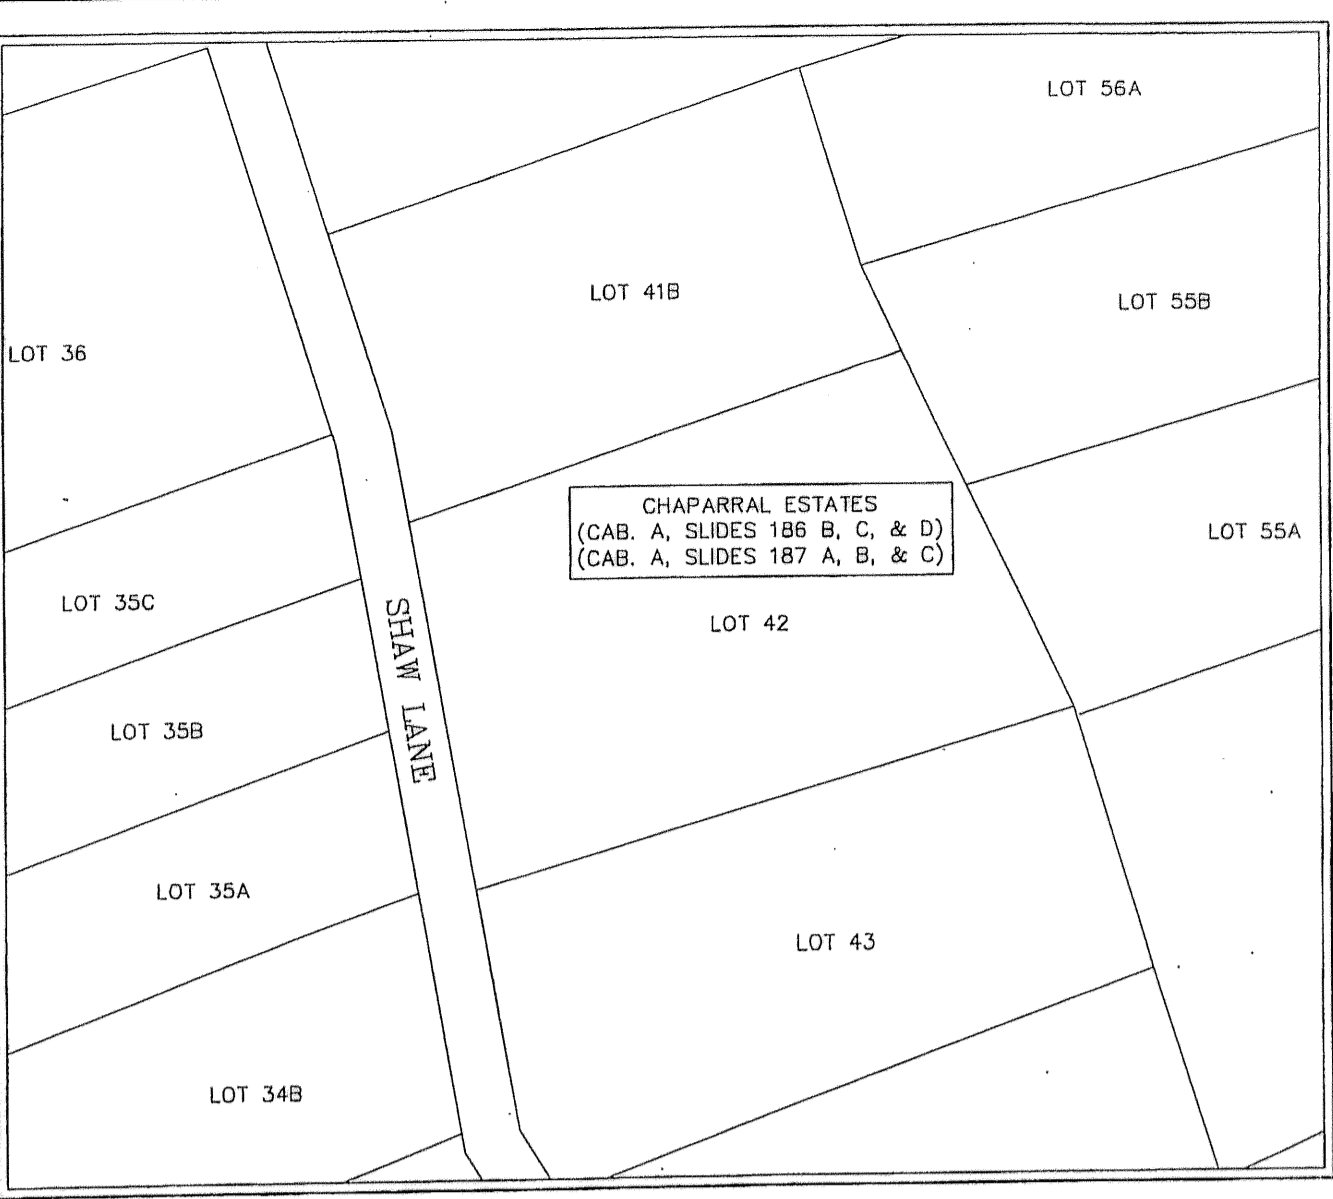 LOT 56A
LOT 41B
LOT 55B
LOT 36
CHAPARRAL ESTATES
(CAB. A, SLIDES 186 B, C, & D)
(CAB. A, SLIDES 187 A, B, & C)
LOT 55A
LOT 35C
SHAW LANE
LOT 42
LOT 35B
LOT 35A
LOT 43
LOT 34B